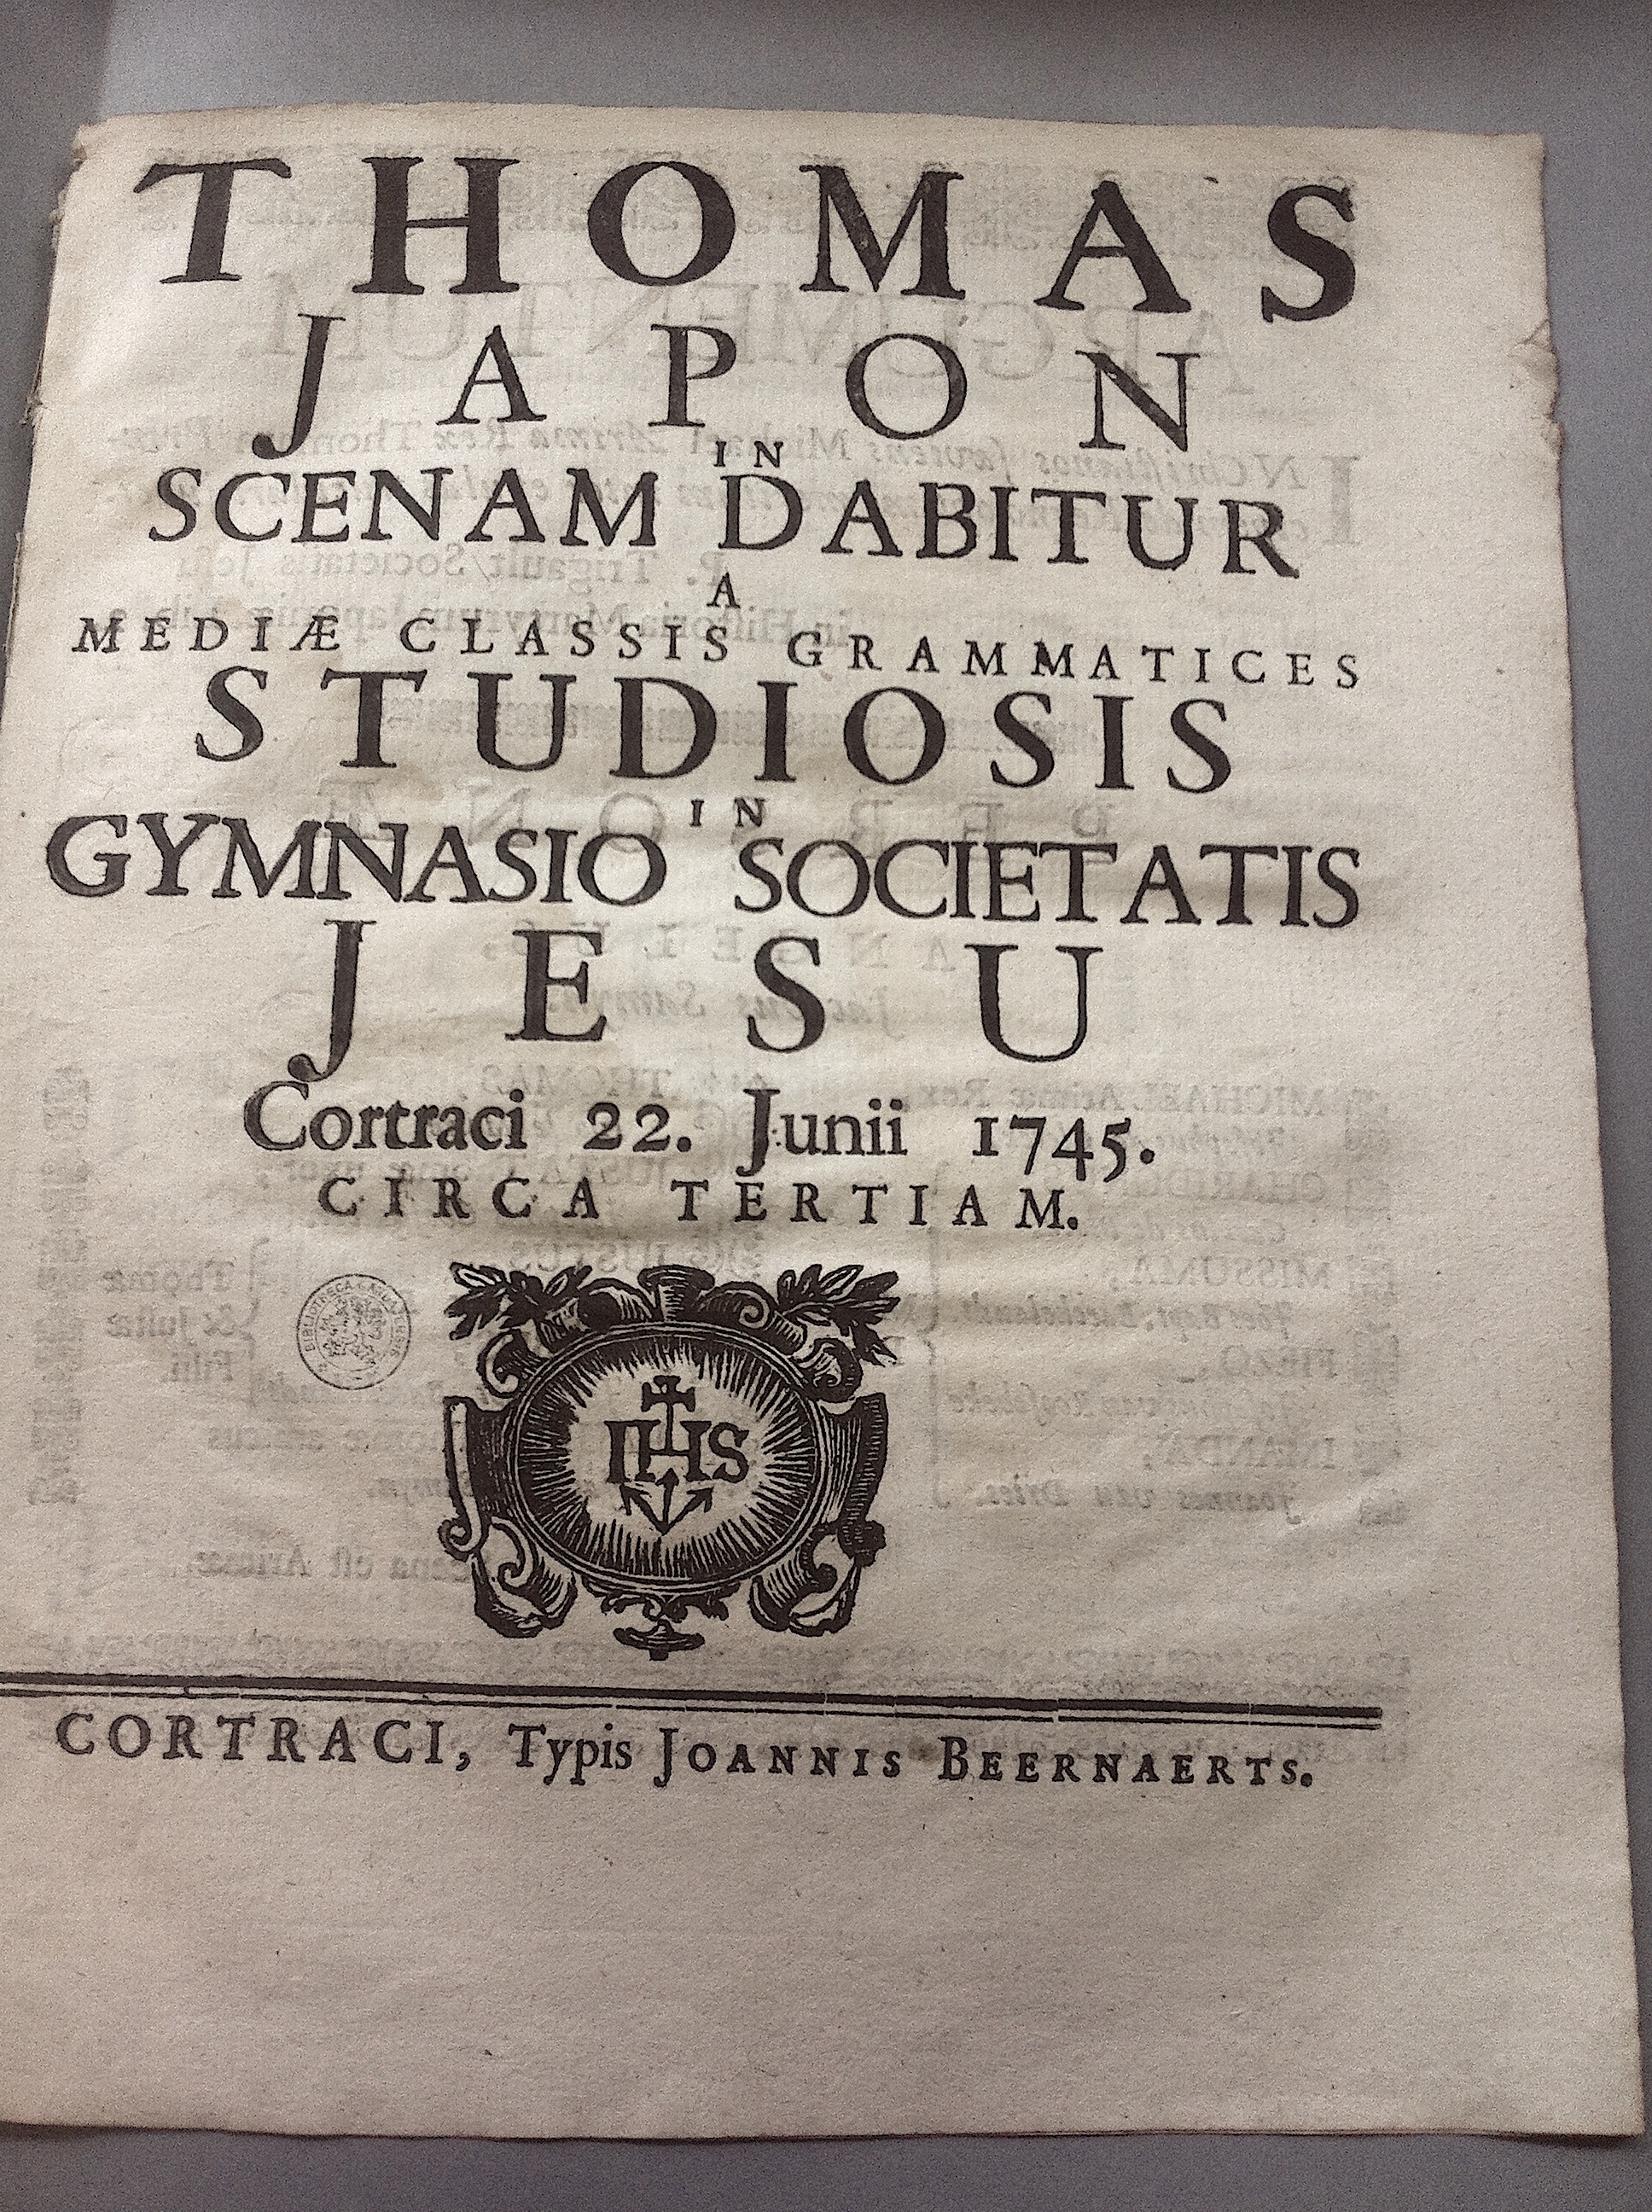 THOMAS
JAPON
IN
SCENAM DABITUR
A
MEDIÆ CLASSIS GRAMMATICES
STUDIOSIS
IN
GYMNASIO SOCIETATIS
JESU
Cortraci 22. Junii 1745.
CIRCA TERTIAM.
IHS
CORTRACI, Typis JOANNIS BEERNAERTS.